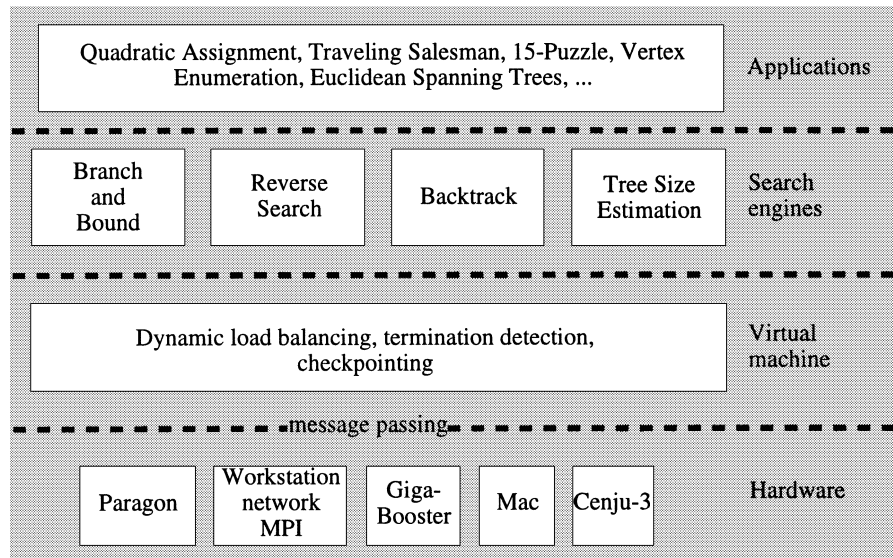 Quadratic Assignment, Traveling Salesman, 15-Puzzle, Vertex
Enumeration, Euclidean Spanning Trees, ...
Applications
Branch
and
Bound
Reverse
Search
Backtrack
Tree Size
Estimation
Search
engines
Dynamic load balancing, termination detection,
checkpointing
Virtual
machine
message passing
Paragon
Workstation
network
MPI
Giga-
Booster
Mac
Cenju-3
Hardware